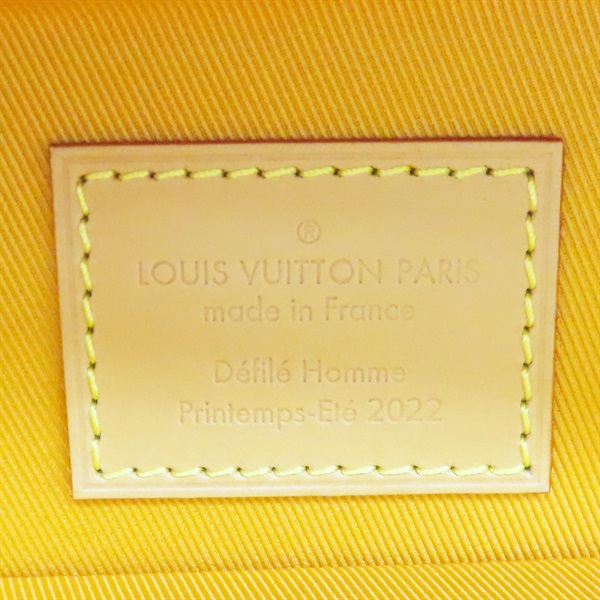 ®
LOUIS VUITTON PARIS
made in France
Défilé Homme
Printemps-Eté 2022